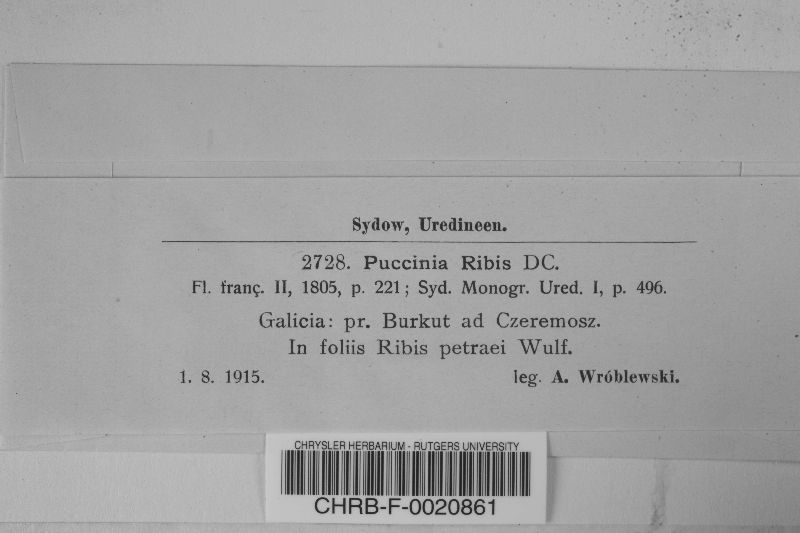 Sydow, Uredineen.
2728. Puccinia Ribis DC.
Fl. franç. II, 1805, p. 221; Syd. Monogr. Ured. I, p. 496.
Galicia: pr. Burkut ad Czeremosz.
In foliis Ribis petraei Wulf.
1. 8. 1915. leg. A. Wróblewski.
CHRYSLER HERBARIUM - RUTGERS UNIVERSITY
CHRB-F-0020861